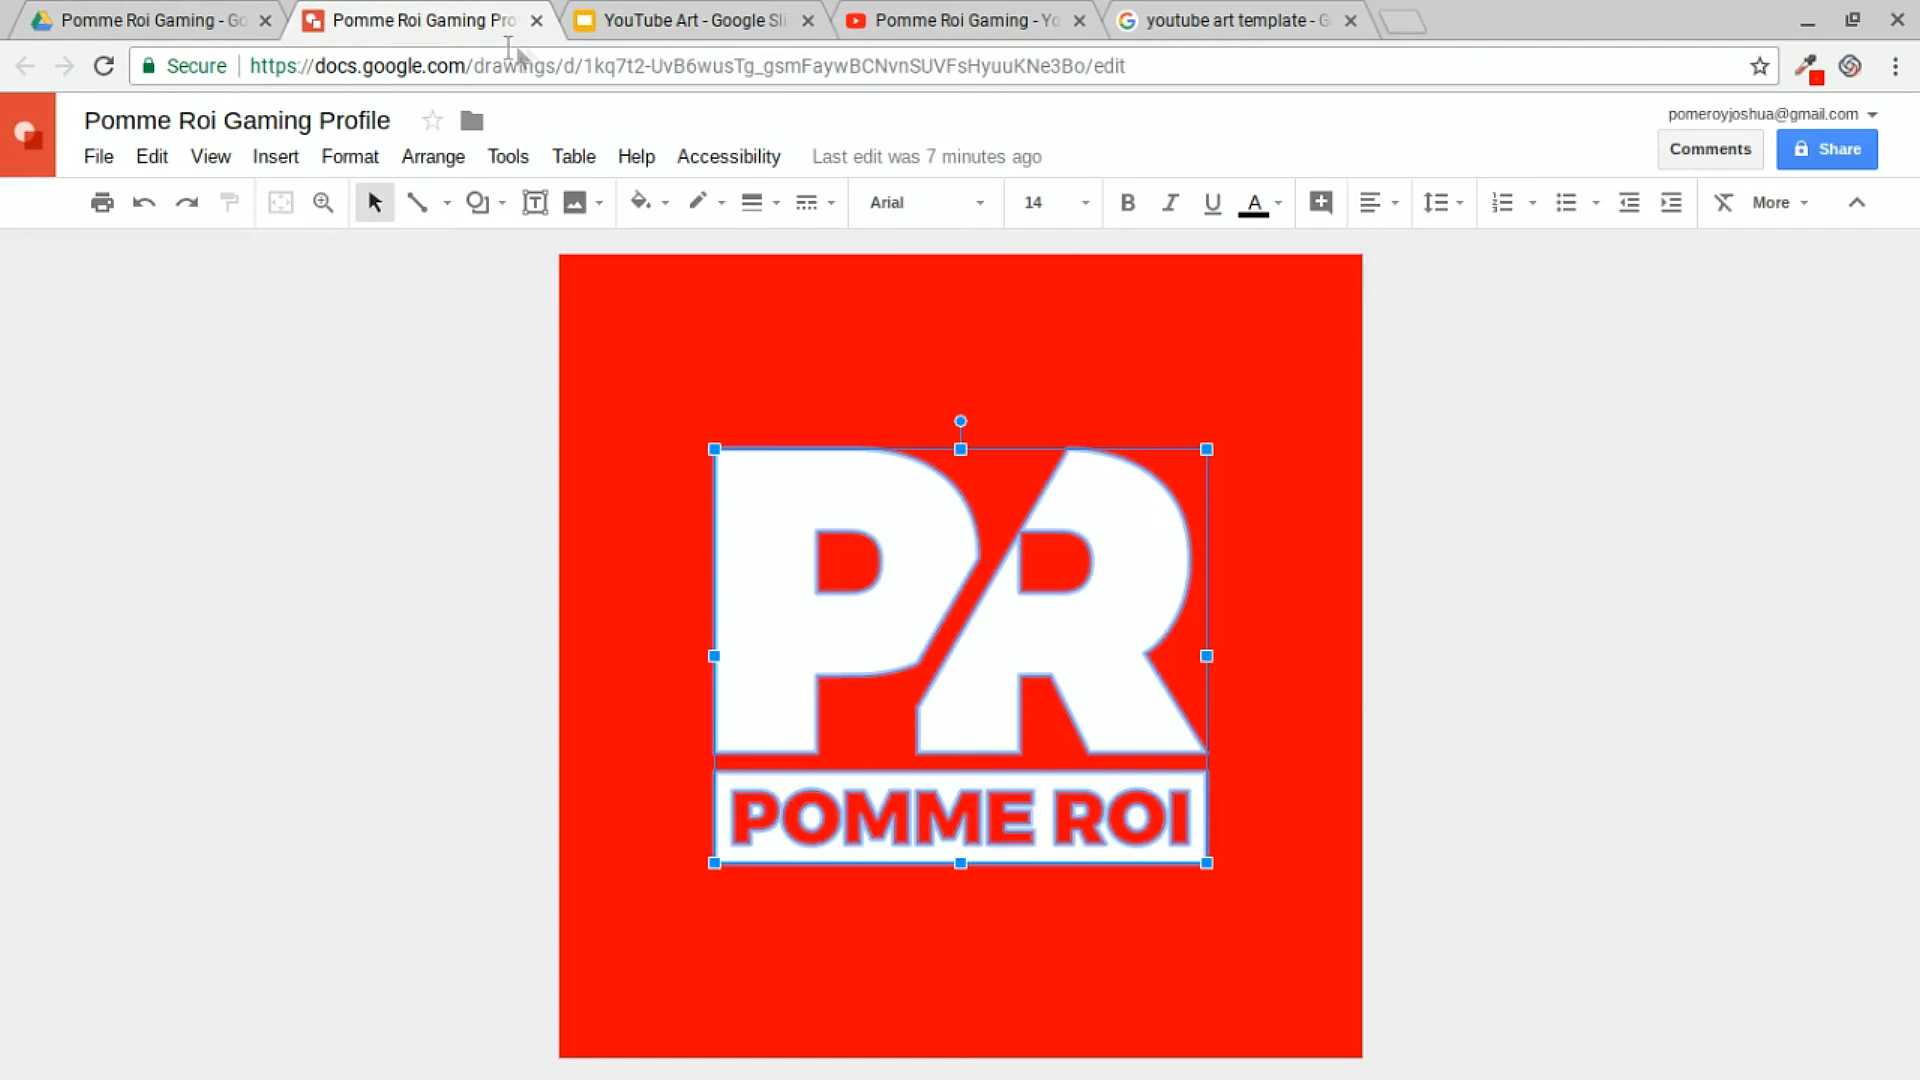 Pomme Roi Gaming - Go
Pomme Roi Gaming Pro
YouTube Art - Google Sli
Pomme Roi Gaming - Yo
youtube art template - G
Secure
https://docs.google.com/drawings/d/1kq7t2-UvB6wusTg_gsmFaywBCNvnSUVFsHyuuKNe3Bo/edit
Pomme Roi Gaming Profile
pomeroyjoshua@gmail.com
File Edit View Insert Format Arrange Tools Table Help Accessibility Last edit was 7 minutes ago
Comments
Share
Arial 14 B I U A More
PR
POMME ROI